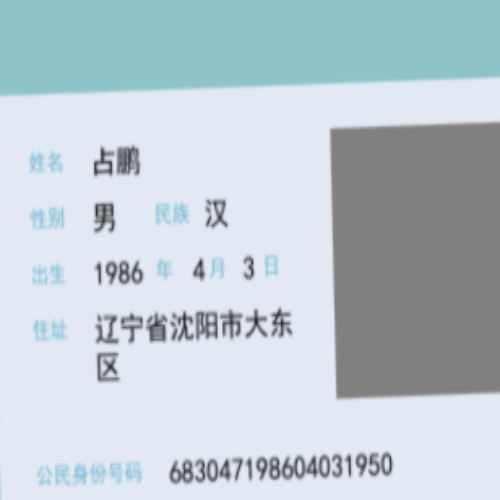 姓名 占鹏
性别 男 民族 汉
出生 1986 年 4 月 3 日
住址 辽宁省沈阳市大东
区
公民身份号码 683047198604031950